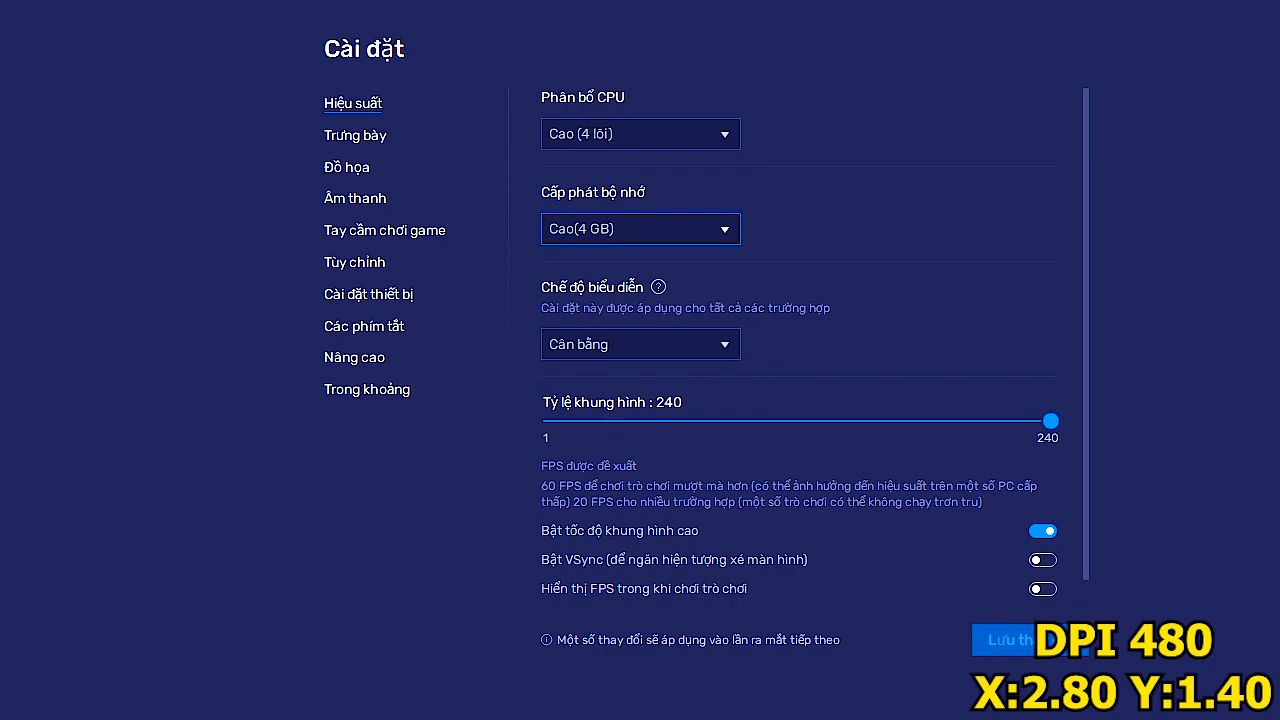 Cài đặt
Hiệu suất
Trưng bày
Đồ họa
Âm thanh
Tay cầm chơi game
Tùy chỉnh
Cài đặt thiết bị
Các phím tắt
Nâng cao
Trong khoảng
Phân bổ CPU
Cao (4 lõi)
Cấp phát bộ nhớ
Cao(4 GB)
Chế độ biểu diễn ?
Cài đặt này được áp dụng cho tất cả các trường hợp
Cân bằng
Tỷ lệ khung hình : 240
1
240
FPS được đề xuất
60 FPS để chơi trò chơi mượt mà hơn (có thể ảnh hưởng đến hiệu suất trên một số PC cấp
thấp) 20 FPS cho nhiều trường hợp (một số trò chơi có thể không chạy trơn tru)
Bật tốc độ khung hình cao
Bật VSync (để ngăn hiện tượng xé màn hình)
Hiển thị FPS trong khi chơi trò chơi
Một số thay đổi sẽ áp dụng vào lần ra mắt tiếp theo
Lưu
DPI 480
X:2.80 Y:1.40